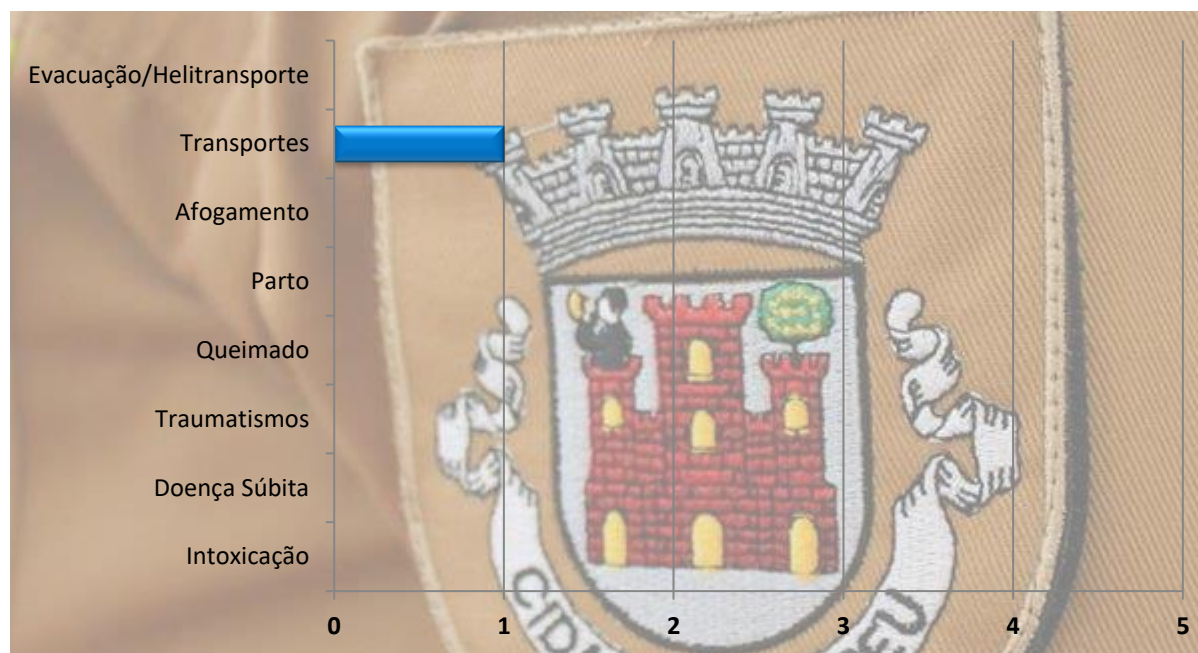 Evacuação/Helitransporte
Transportes
Afogamento
Parto
Queimado
Traumatismos
Doença Súbita
Intoxicação
0 1 2 3 4 5